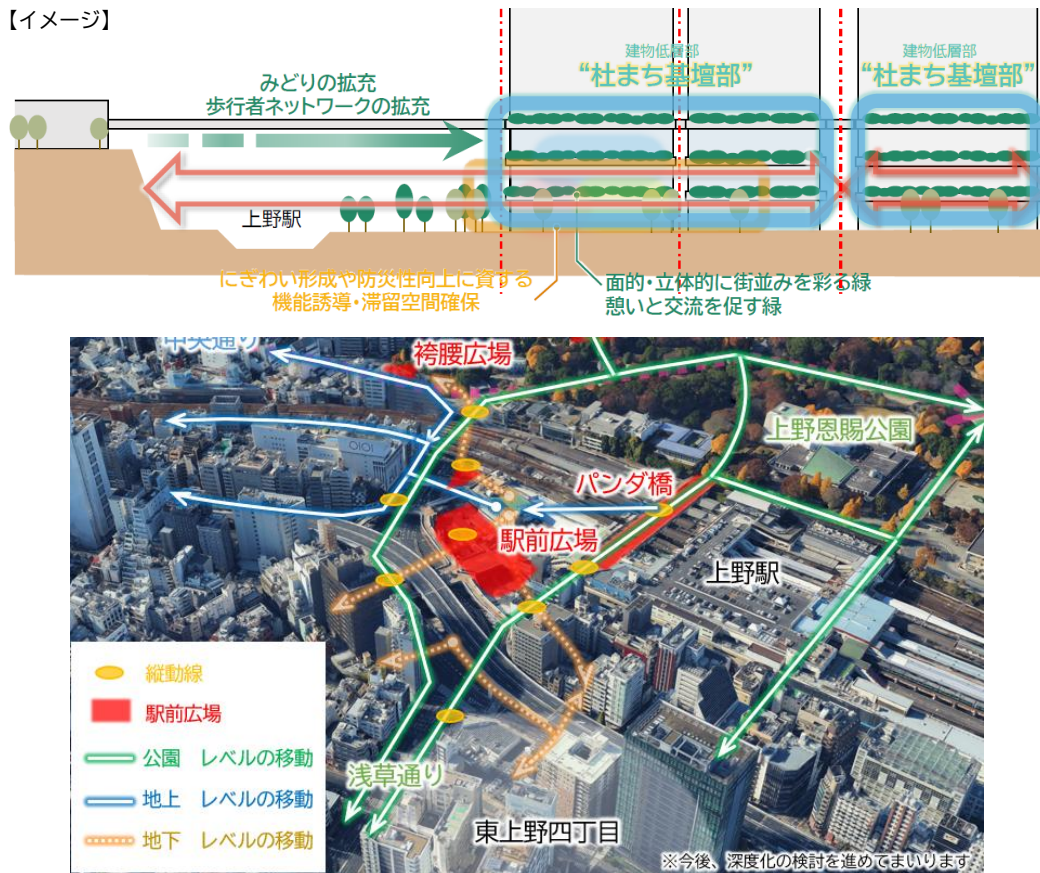 【イメージ】
建物低層部
“杜まち基壇部”
建物低層部
“杜まち基壇部”
みどりの拡充
歩行者ネットワークの拡充
上野駅
にぎわい形成や防災性向上に資する
機能誘導・滞留空間確保
面的・立体的に街並みを彩る緑
憩いと交流を促す緑
中央通り
袴腰広場
上野恩賜公園
OIOI
パンダ橋
駅前広場
上野駅
縦動線
駅前広場
公園　レベルの移動
地上　レベルの移動
地下　レベルの移動
浅草通り
東上野四丁目
※今後、深度化の検討を進めてまいります